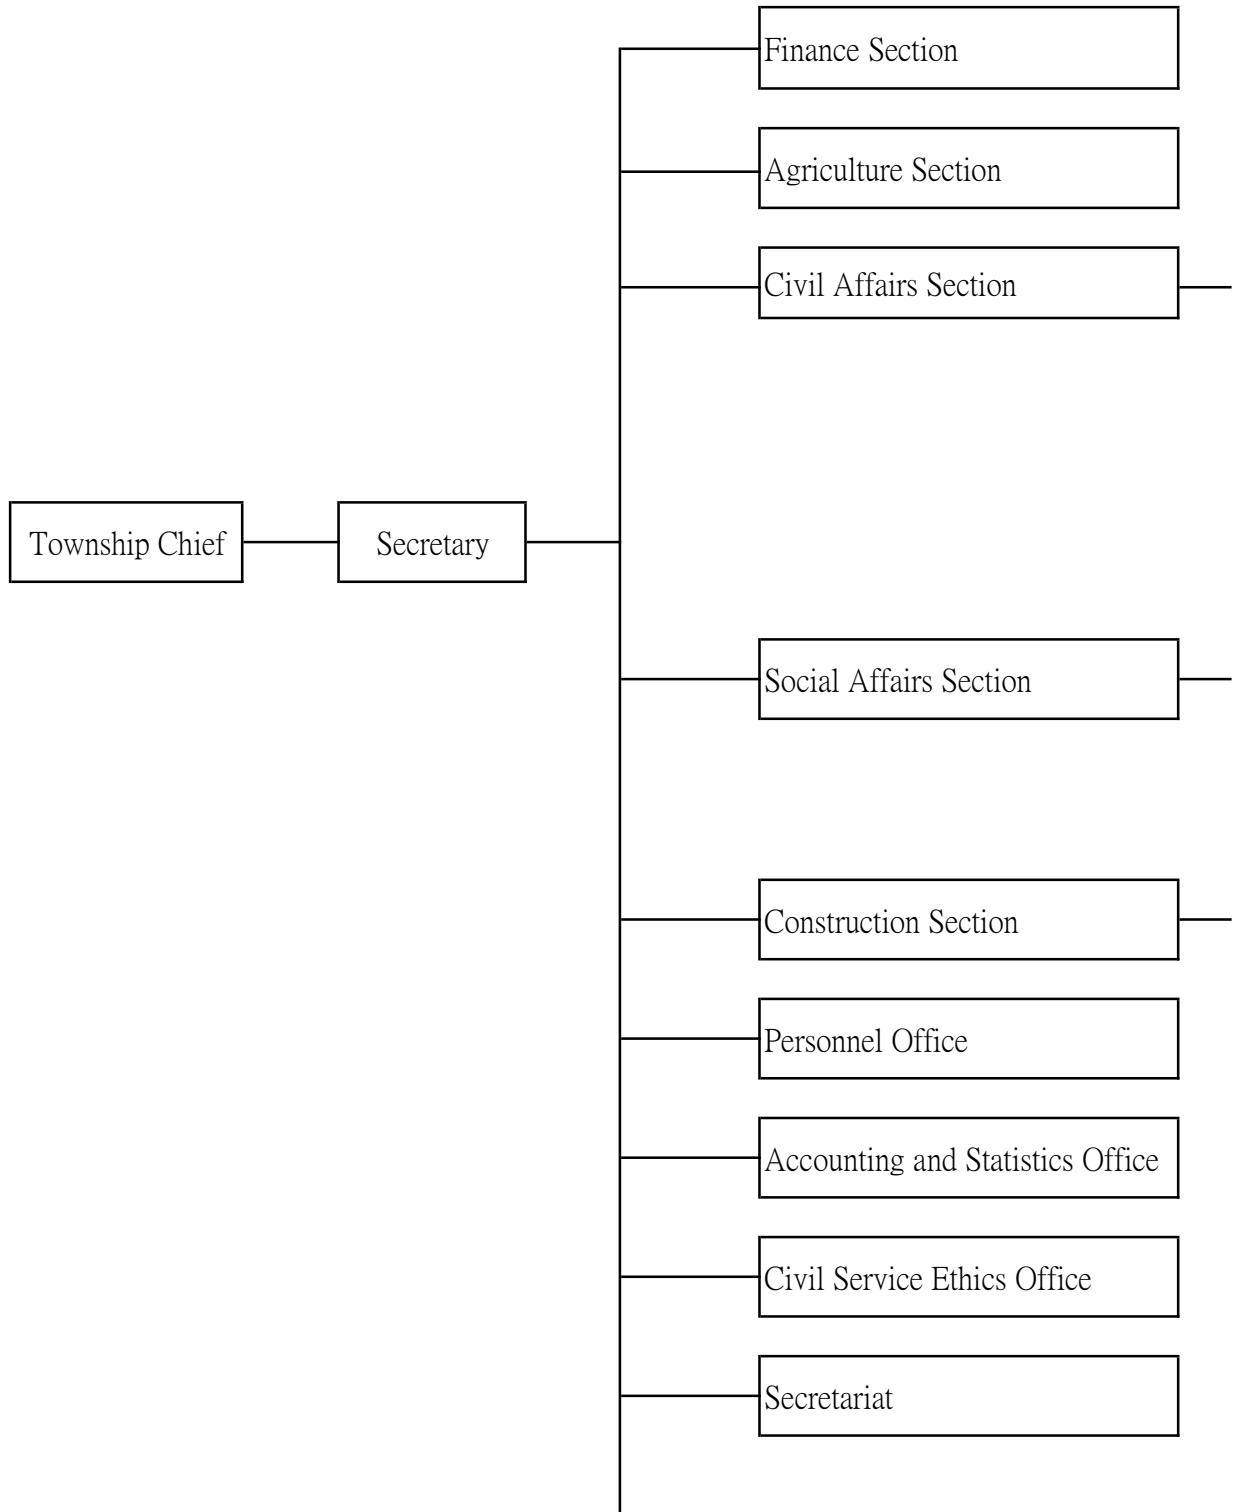 Finance Section
Agriculture Section
Civil Affairs Section
Township Chief
Secretary
Social Affairs Section
Construction Section
Personnel Office
Accounting and Statistics Office
Civil Service Ethics Office
Secretariat